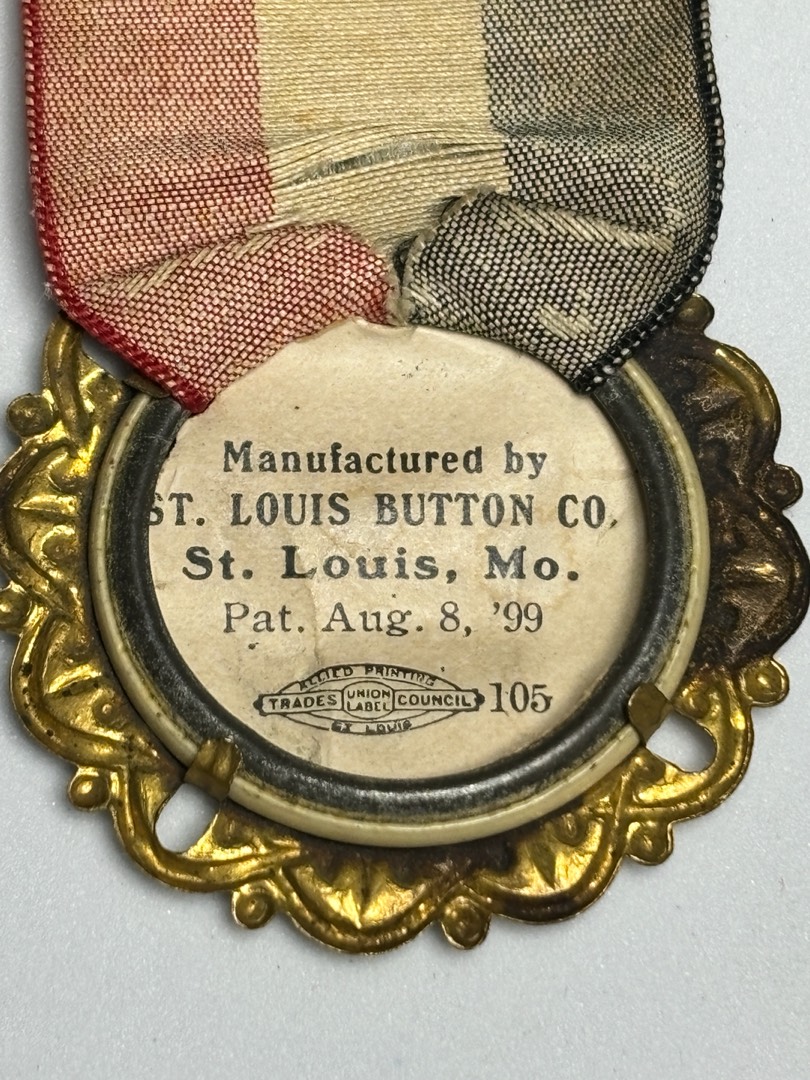 Manufactured by
ST. LOUIS BUTTON CO.
St. Louis, Mo.
Pat. Aug. 8, '99
ALLIED PRINTING
TRADES UNION LABEL COUNCIL 105
ST. LOUIS